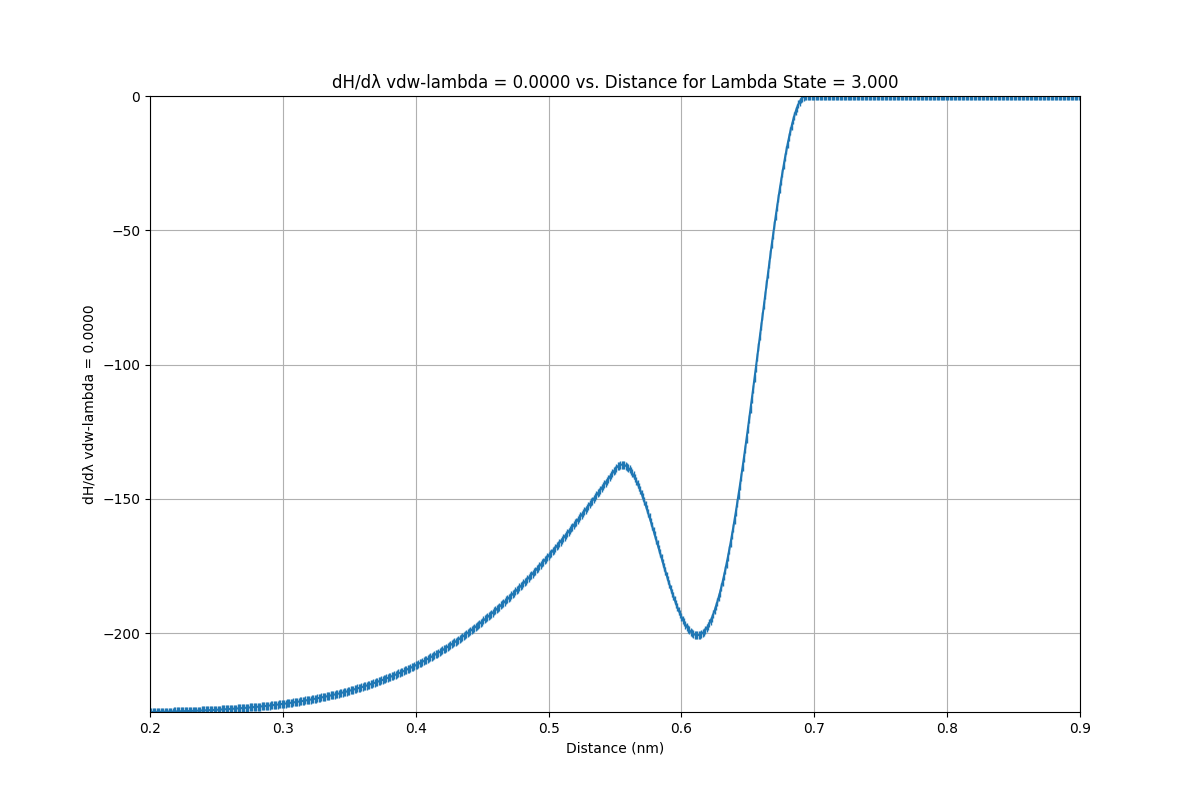 dH/dλ vdw-lambda = 0.0000 vs. Distance for Lambda State = 3.000
0
−50
−100
−150
−200
dH/dλ vdw-lambda = 0.0000
0.2 0.3 0.4 0.5 0.6 0.7 0.8 0.9
Distance (nm)